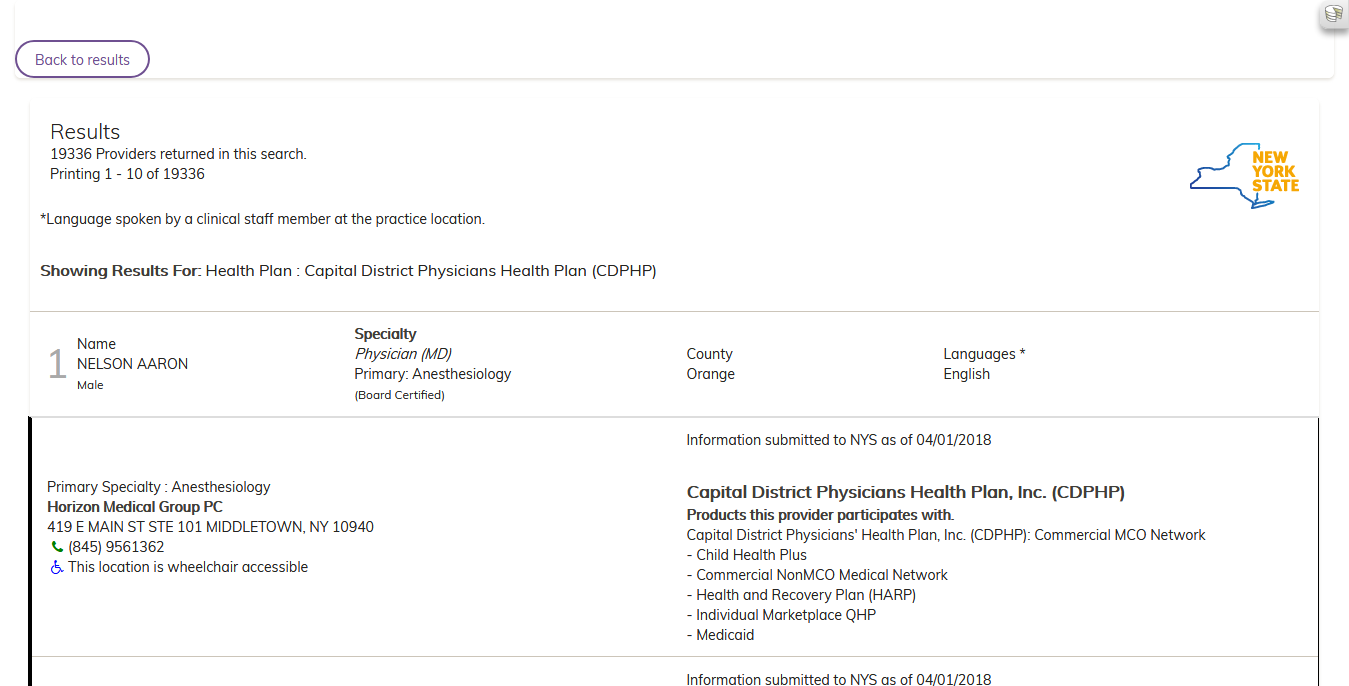 Back to results
Results
19336 Providers returned in this search.
Printing 1 - 10 of 19336
NEW
YORK
STATE
*Language spoken by a clinical staff member at the practice location.
Showing Results For: Health Plan : Capital District Physicians Health Plan (CDPHP)
1
Name
NELSON AARON
Male
Specialty
Physician (MD)
Primary: Anesthesiology
(Board Certified)
County
Orange
Languages *
English
Information submitted to NYS as of 04/01/2018
Primary Specialty : Anesthesiology
Horizon Medical Group PC
419 E MAIN ST STE 101 MIDDLETOWN, NY 10940
(845) 9561362
This location is wheelchair accessible
Capital District Physicians Health Plan, Inc. (CDPHP)
Products this provider participates with.
Capital District Physicians' Health Plan, Inc. (CDPHP): Commercial MCO Network
- Child Health Plus
- Commercial NonMCO Medical Network
- Health and Recovery Plan (HARP)
- Individual Marketplace QHP
- Medicaid
Information submitted to NYS as of 04/01/2018